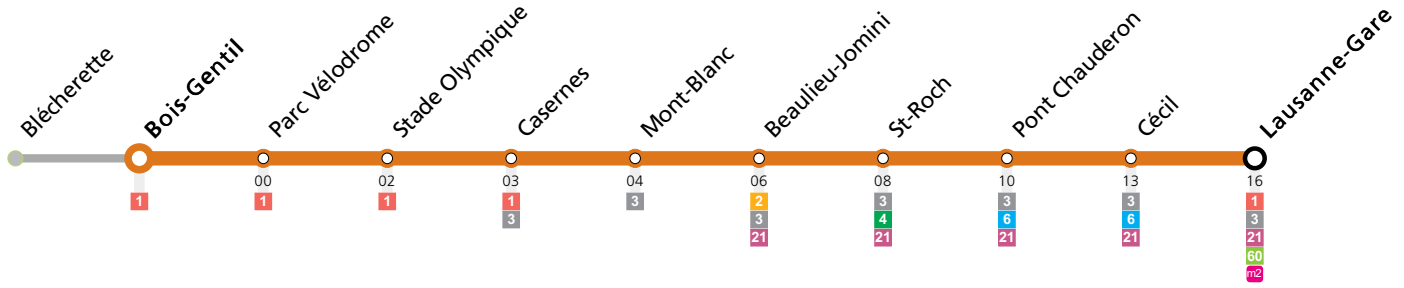 Blécherette
Bois-Gentil
Parc Vélodrome
Stade Olympique
Casernes
Mont-Blanc
Beaulieu-Jomini
St-Roch
Pont Chauderon
Cécil
Lausanne-Gare
00 02 03 04 06 08 10 13 16
1 1 1 1 3 2 3 3 3 1
3 3 4 6 6 3
21 21 21 21 21
60
m2